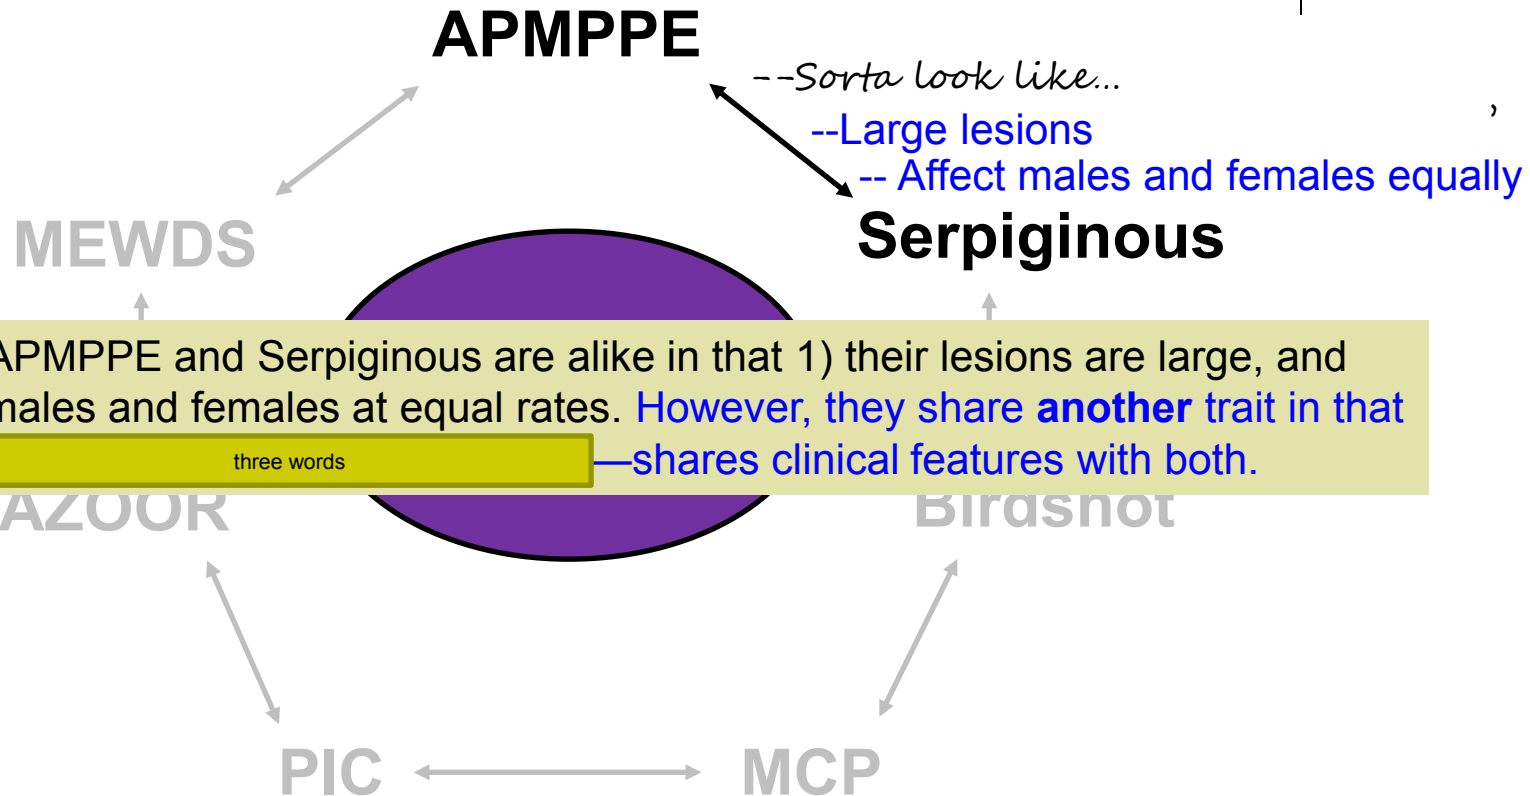 APMPPE
--Sorta look like…
--Large lesions
-- Affect males and females equally
MEWDS
Serpiginous
APMPPE and Serpiginous are alike in that 1) their lesions are large, and
males and females at equal rates. However, they share another trait in that
three words
—shares clinical features with both.
AZOOR
Birdshot
PIC
MCP
,